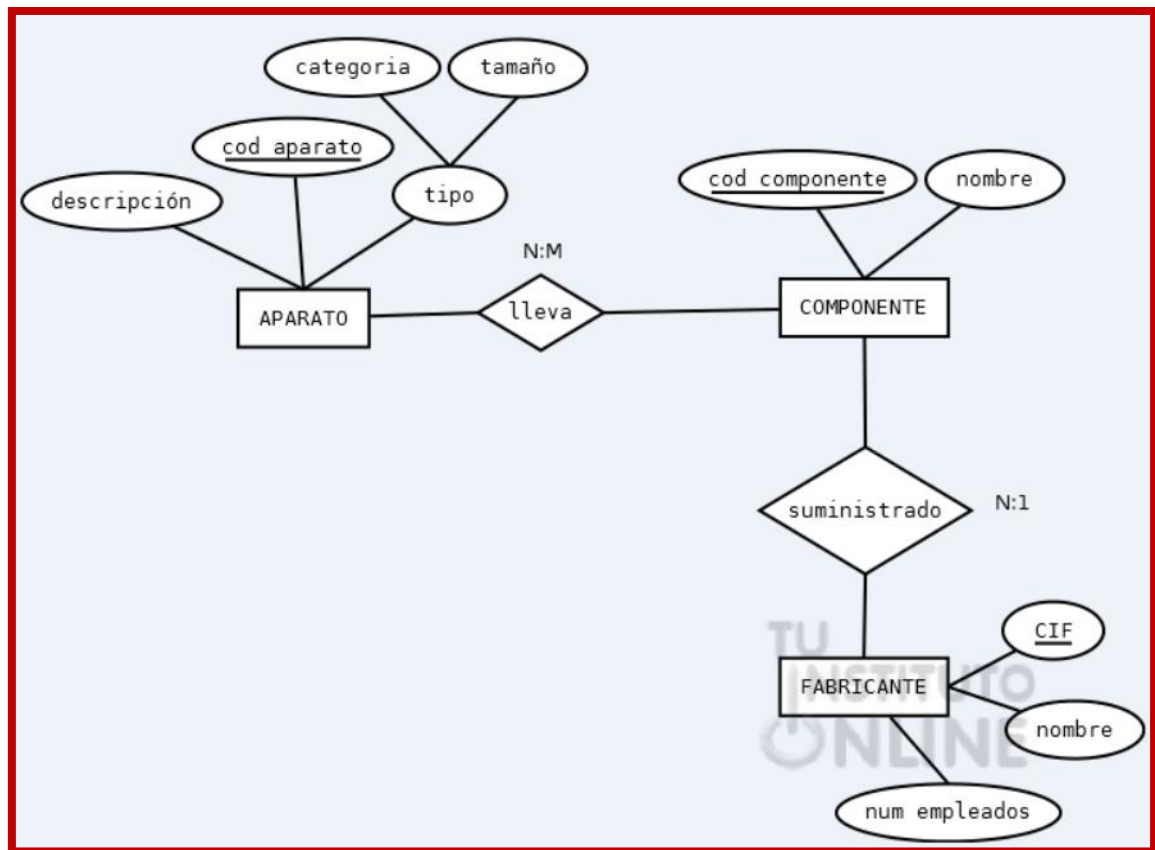 categoria
tamaño
cod aparato
descripción
tipo
cod componente
nombre
N:M
APARATO
lleva
COMPONENTE
suministrado
N:1
TU
INSTITUTO
ONLINE
CIF
FABRICANTE
nombre
num empleados